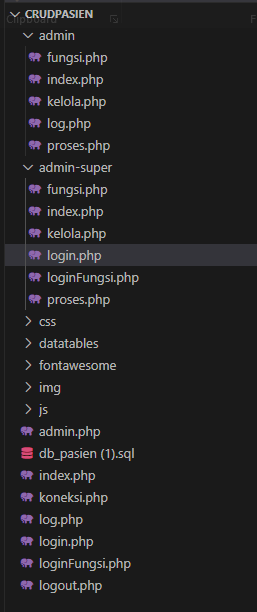 CRUDPASIEN
admin
fungsi.php
index.php
kelola.php
log.php
proses.php
admin-super
fungsi.php
index.php
kelola.php
login.php
loginFungsi.php
proses.php
css
datatables
fontawesome
img
js
admin.php
db_pasien (1).sql
index.php
koneksi.php
log.php
login.php
loginFungsi.php
logout.php